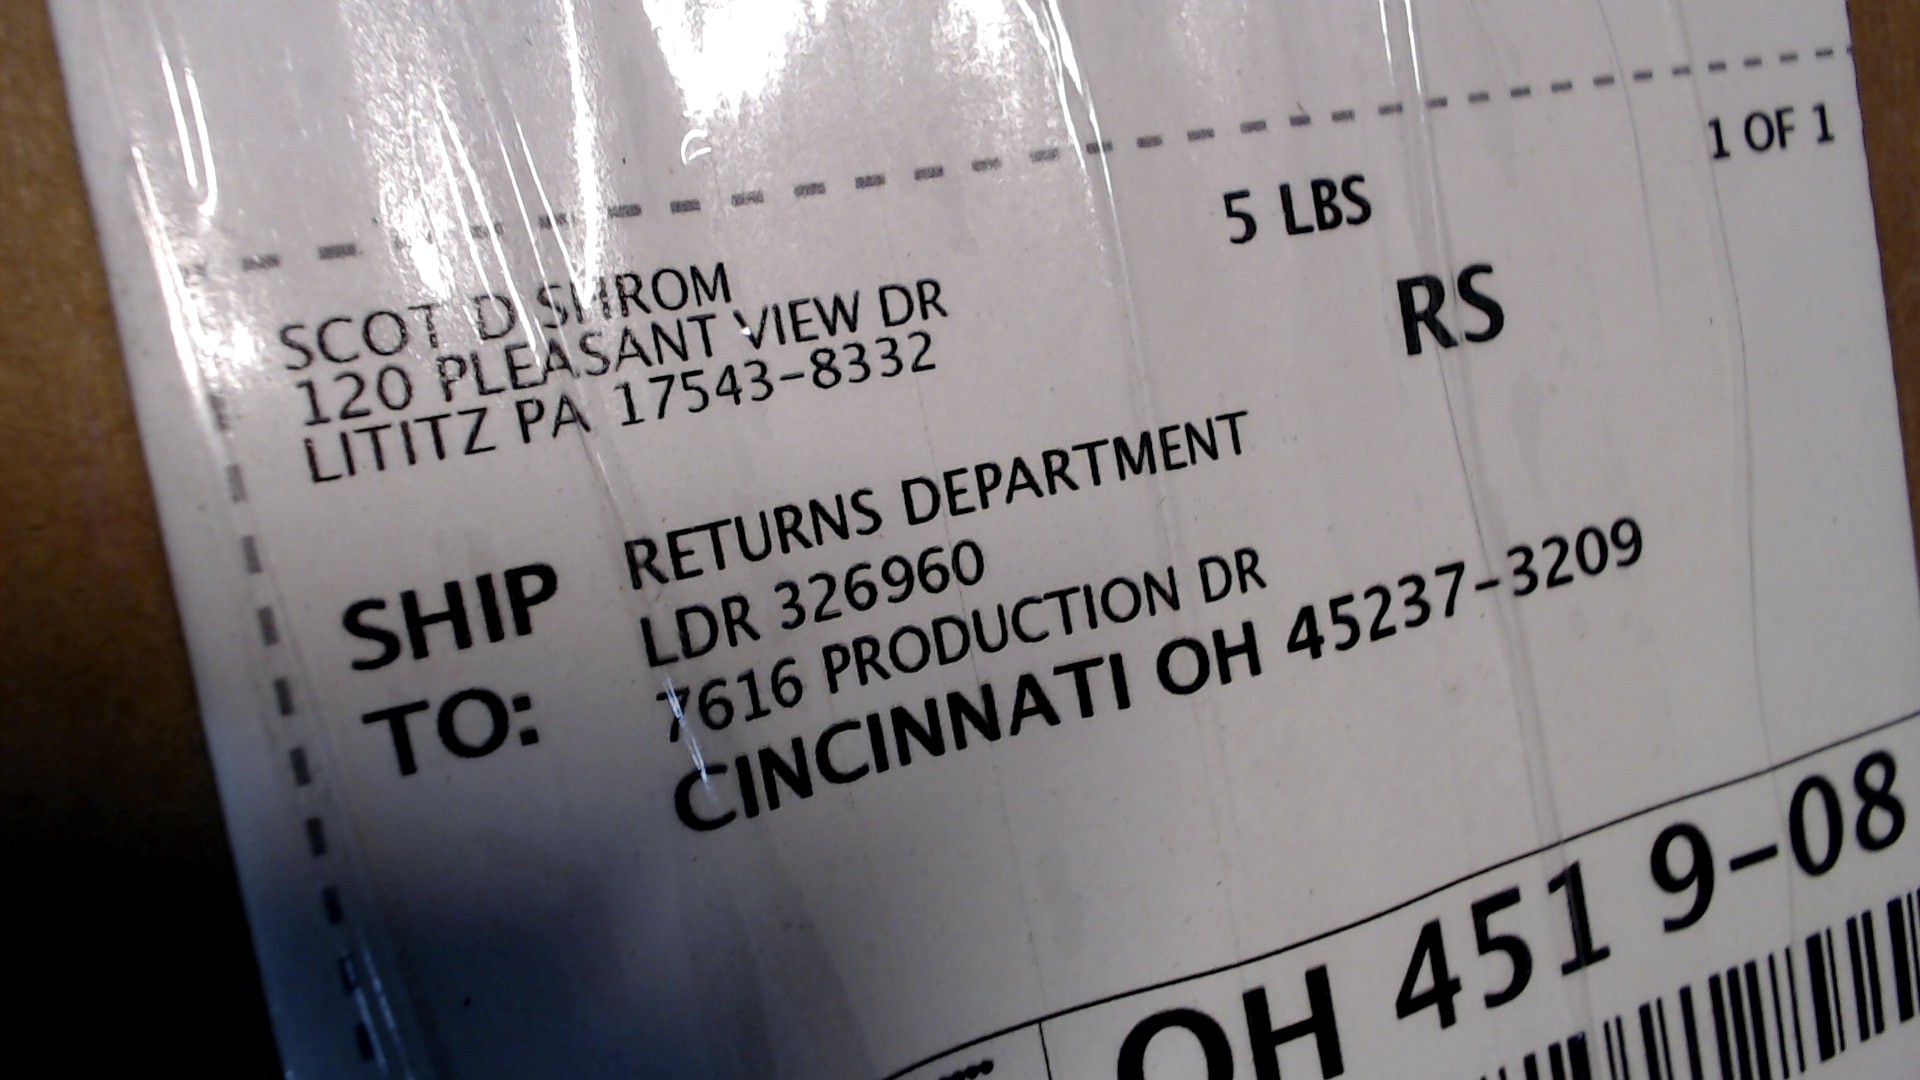 1 OF 1
5 LBS
RS
SCOT D SHROM
120 PLEASANT VIEW DR
LITITZ PA 17543-8332
SHIP
TO:
RETURNS DEPARTMENT
LDR 326960
7616 PRODUCTION DR
CINCINNATI OH 45237-3209
OH 451 9-08